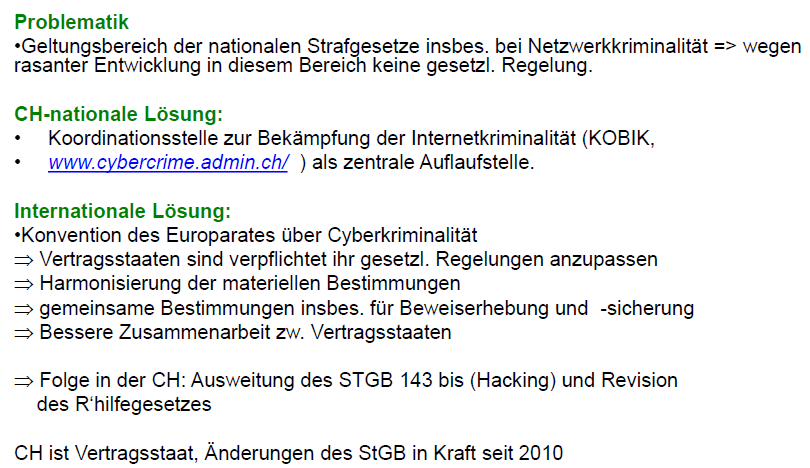 Problematik
•Geltungsbereich der nationalen Strafgesetze insbes. bei Netzwerkkriminalität => wegen
rasanter Entwicklung in diesem Bereich keine gesetzl. Regelung.
CH-nationale Lösung:
• Koordinationsstelle zur Bekämpfung der Internetkriminalität (KOBIK,
• www.cybercrime.admin.ch/ ) als zentrale Auflaufstelle.
Internationale Lösung:
•Konvention des Europarates über Cyberkriminalität
⇒ Vertragsstaaten sind verpflichtet ihr gesetzl. Regelungen anzupassen
⇒ Harmonisierung der materiellen Bestimmungen
⇒ gemeinsame Bestimmungen insbes. für Beweiserhebung und -sicherung
⇒ Bessere Zusammenarbeit zw. Vertragsstaaten
⇒ Folge in der CH: Ausweitung des STGB 143 bis (Hacking) und Revision
des R‘hilfegesetzes
CH ist Vertragsstaat, Änderungen des StGB in Kraft seit 2010